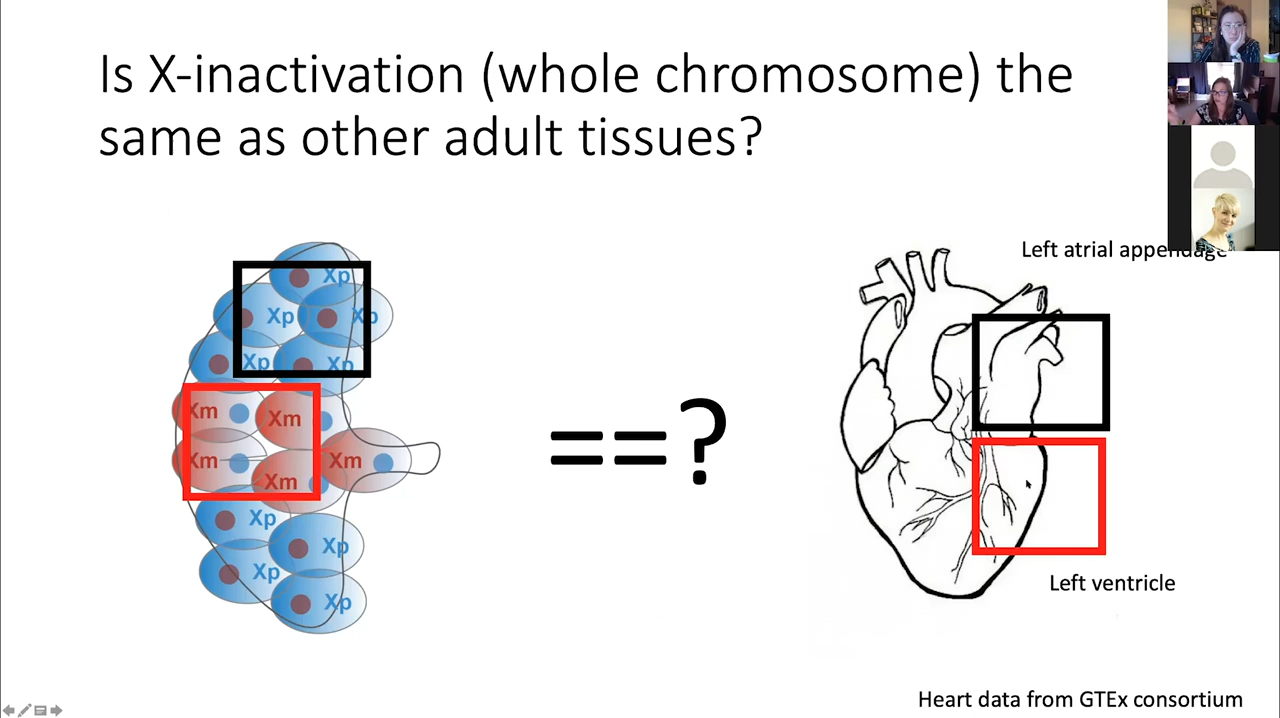 Is X-inactivation (whole chromosome) the
same as other adult tissues?
Left atrial appendage
Xp
Xp
Xp
Xp
Xp
Xm
Xm
Xm
Xm
Xm
Xp
Xp
Xp
Xp
==?
Left ventricle
Heart data from GTEx consortium